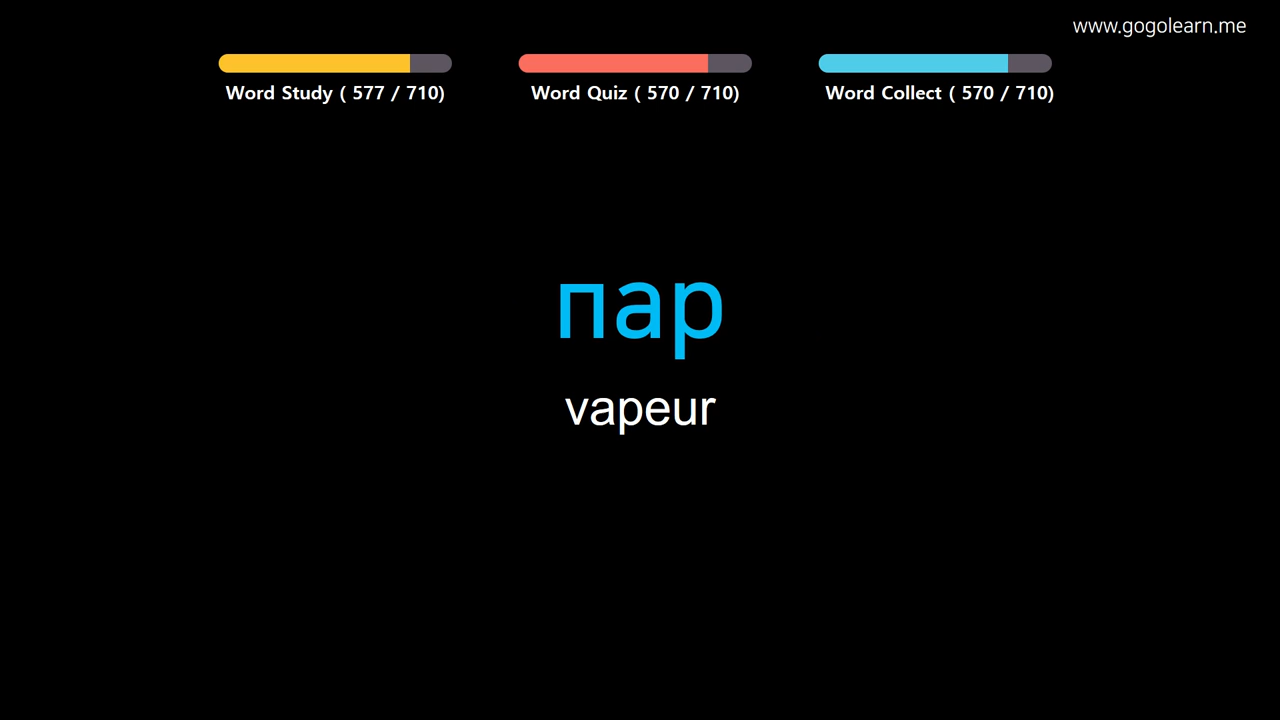 www.gogolearn.me
Word Study ( 577 / 710)
Word Quiz ( 570 / 710)
Word Collect ( 570 / 710)
пар
vapeur